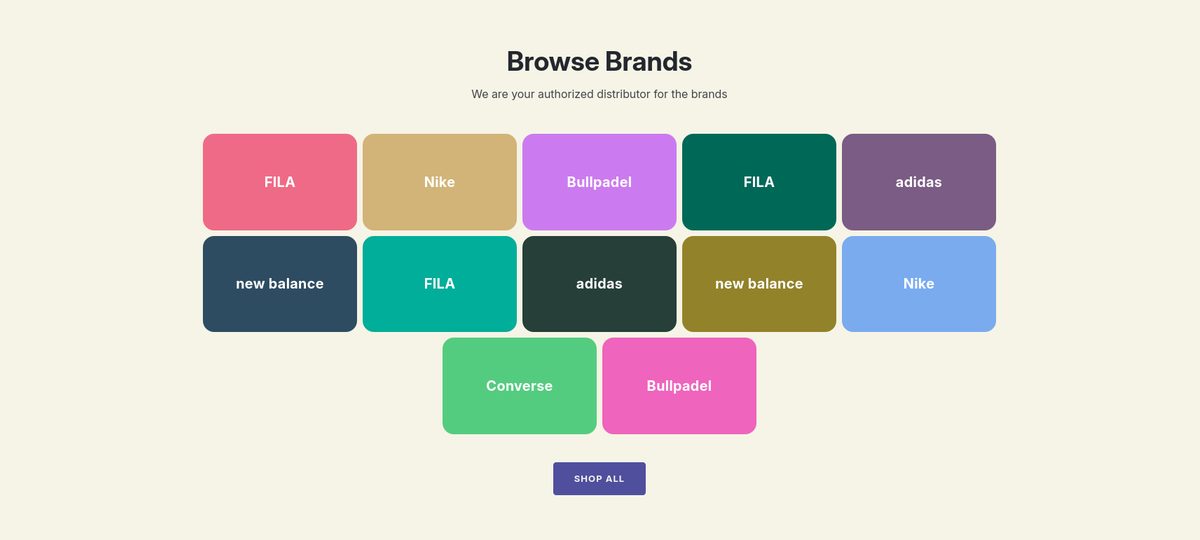 Browse Brands
We are your authorized distributor for the brands
FILA
Nike
Bullpadel
FILA
adidas
new balance
FILA
adidas
new balance
Nike
Converse
Bullpadel
SHOP ALL